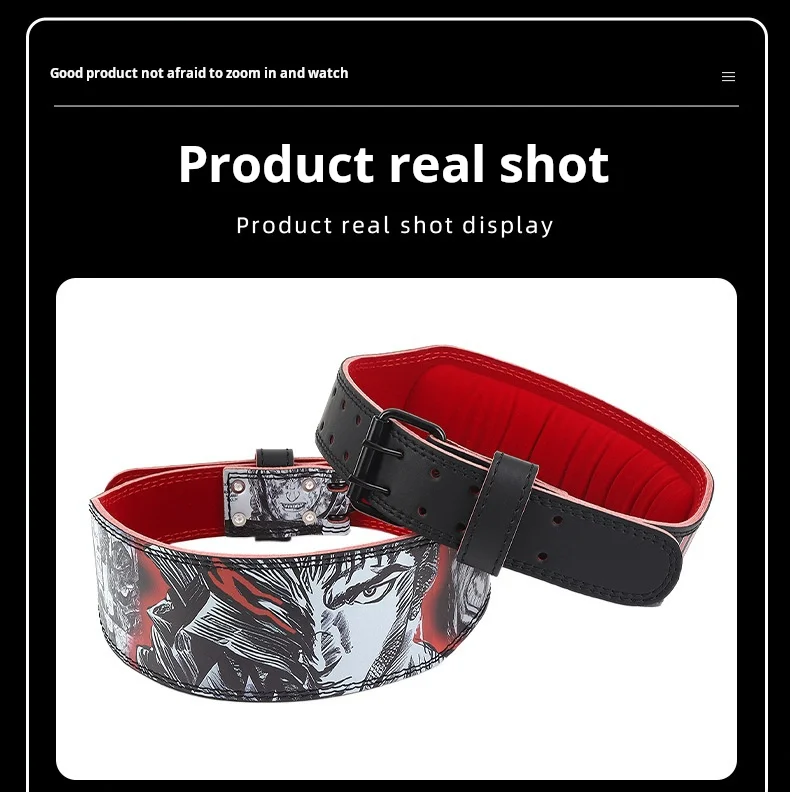 Good product not afraid to zoom in and watch
Product real shot
Product real shot display